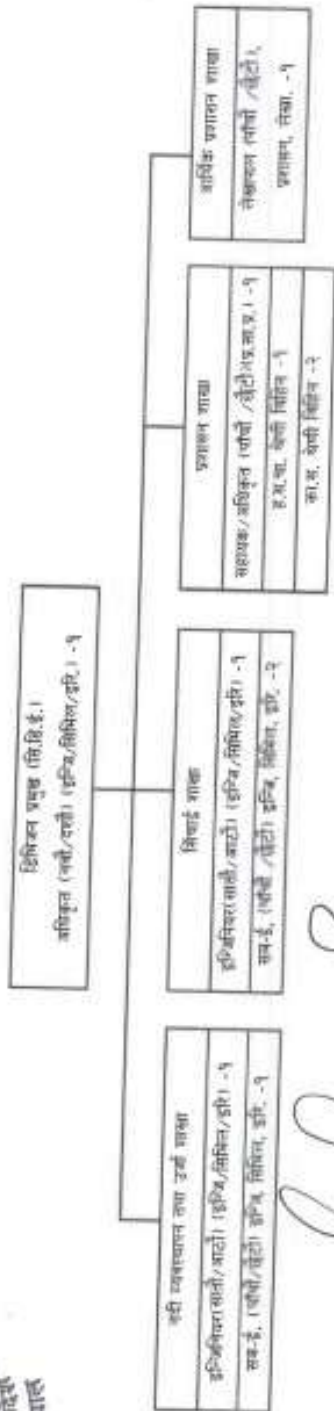 डिभिजन प्रमुख (सि.डि.ई.)
अधिकृत (नवौं/दशौं) (इन्जि/सिभिल/इरि.) -१
नदी व्यवस्थापन तथा उर्जा शाखा
इन्जिनियर(सातौं/आठौं) (इन्जि/सिभिल/इरि) -१
सब-ई. (पाँचौं/छैटौं) इन्जि, सिभिल, इरि, -१
सिंचाई शाखा
इन्जिनियर(सातौं/आठौं) (इन्जि/सिभिल/इरि) -१
सब-ई. (पाँचौं /छैटौं) इन्जि, सिभिल, इरि, -२
प्रशासन शाखा
सहायक/अधिकृत (पाँचौं /छैटौं)(प्र.सा.प्र.) -१
ह.स.चा. श्रेणी विहिन -१
का.स. श्रेणी विहिन -२
आर्थिक प्रशासन शाखा
लेखापाल (पाँचौं /छैटौं),
प्रशासन, लेखा, -१